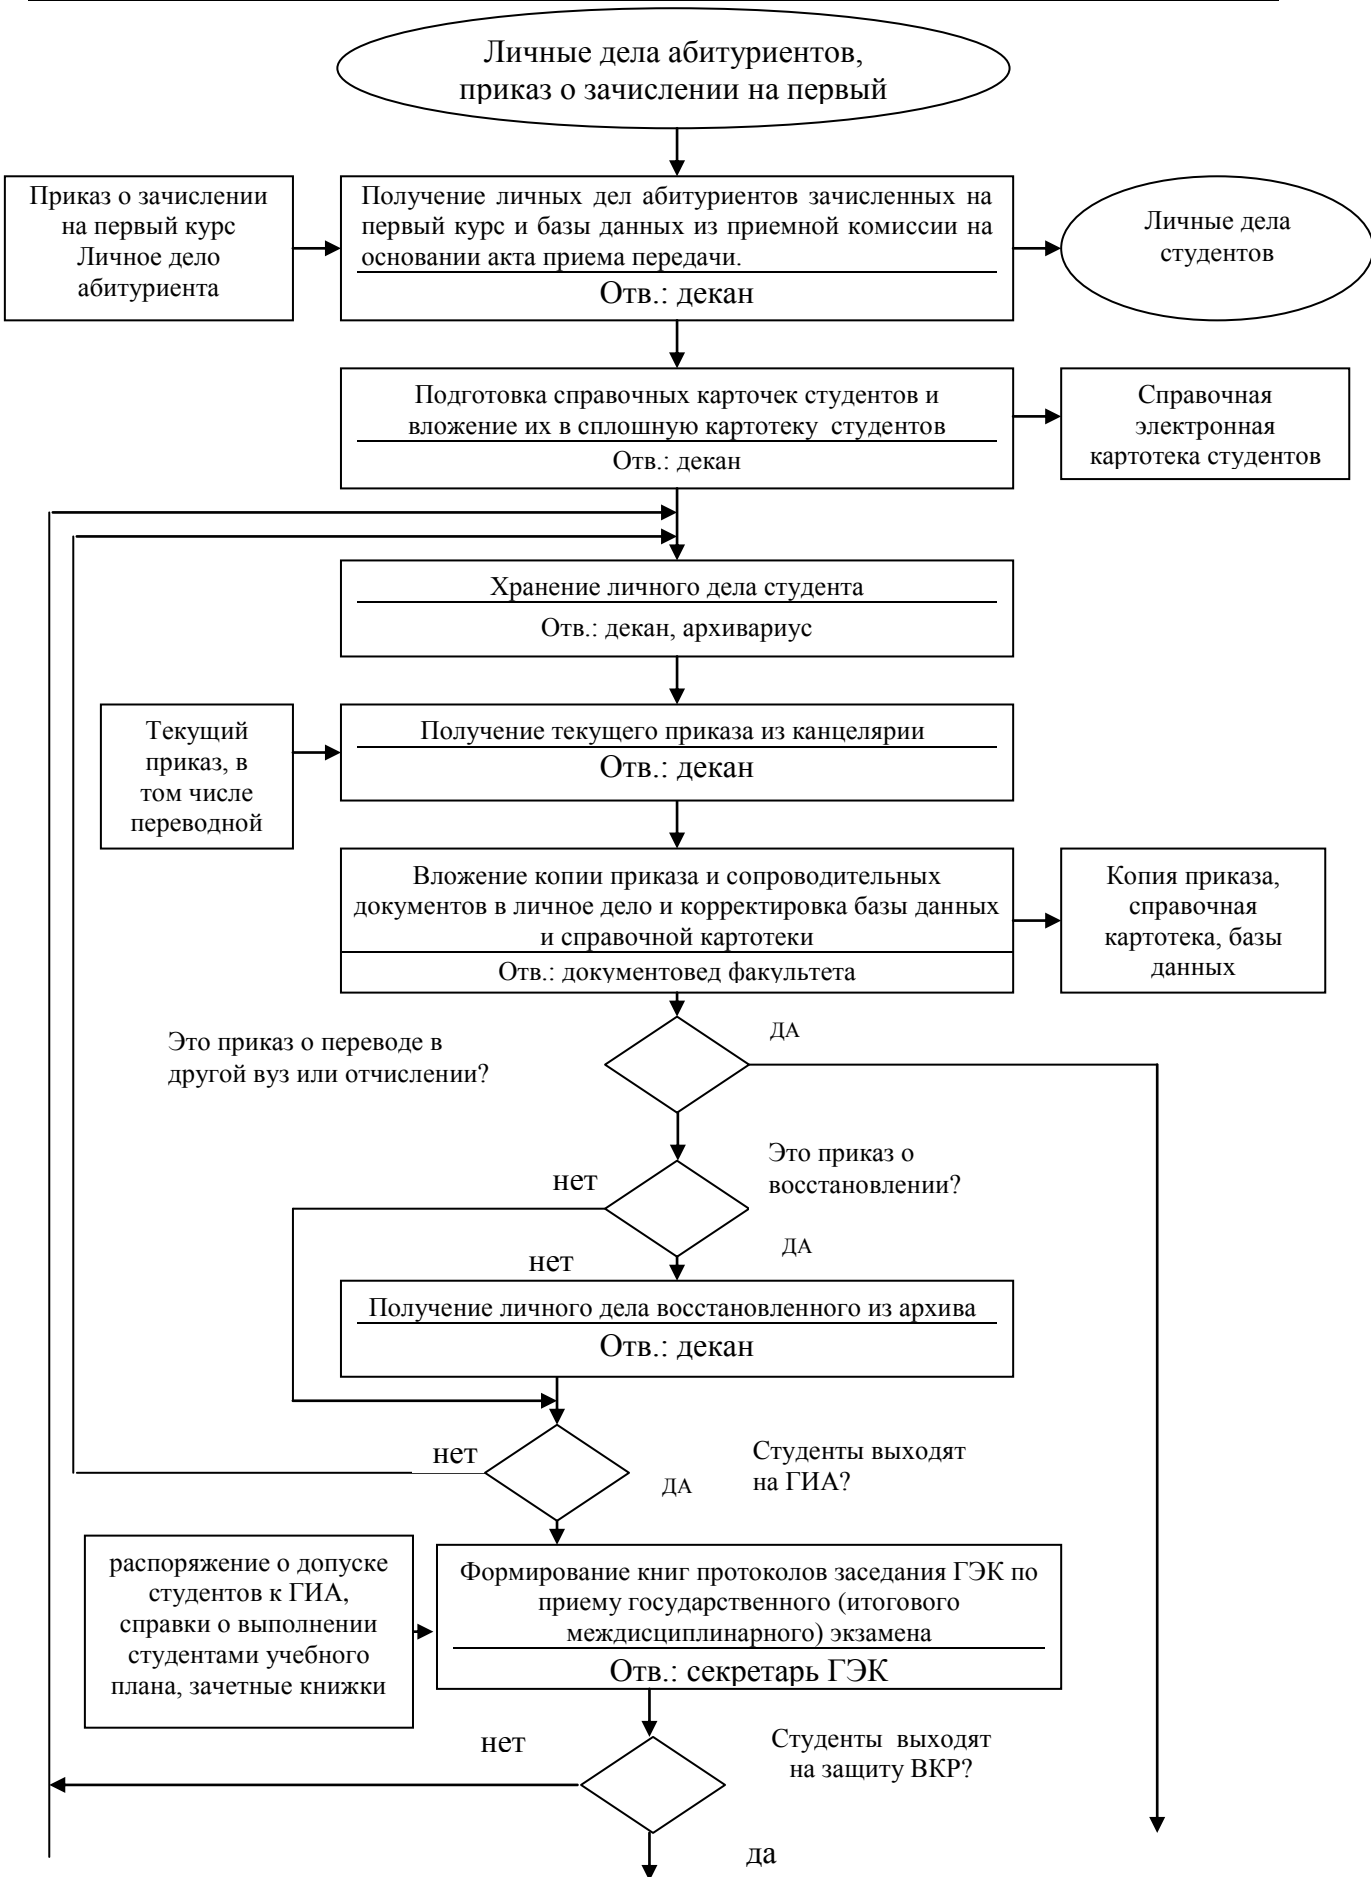 Личные дела абитуриентов,
приказ о зачислении на первый
Приказ о зачислении
на первый курс
Личное дело
абитуриента
Получение личных дел абитуриентов зачисленных на
первый курс и базы данных из приемной комиссии на
основании акта приема передачи.
Отв.: декан
Личные дела
студентов
Подготовка справочных карточек студентов и
вложение их в сплошную картотеку студентов
Отв.: декан
Справочная
электронная
картотека студентов
Хранение личного дела студента
Отв.: декан, архивариус
Текущий
приказ, в
том числе
переводной
Получение текущего приказа из канцелярии
Отв.: декан
Вложение копии приказа и сопроводительных
документов в личное дело и корректировка базы данных
и справочной картотеки
Отв.: документовед факультета
Копия приказа,
справочная
картотека, базы
данных
Это приказ о переводе в
другой вуз или отчислении?
ДА
Это приказ о
восстановлении?
нет
ДА
нет
Получение личного дела восстановленного из архива
Отв.: декан
нет
Студенты выходят
на ГИА?
ДА
распоряжение о допуске
студентов к ГИА,
справки о выполнении
студентами учебного
плана, зачетные книжки
Формирование книг протоколов заседания ГЭК по
приему государственного (итогового
междисциплинарного) экзамена
Отв.: секретарь ГЭК
нет
Студенты выходят
на защиту ВКР?
да